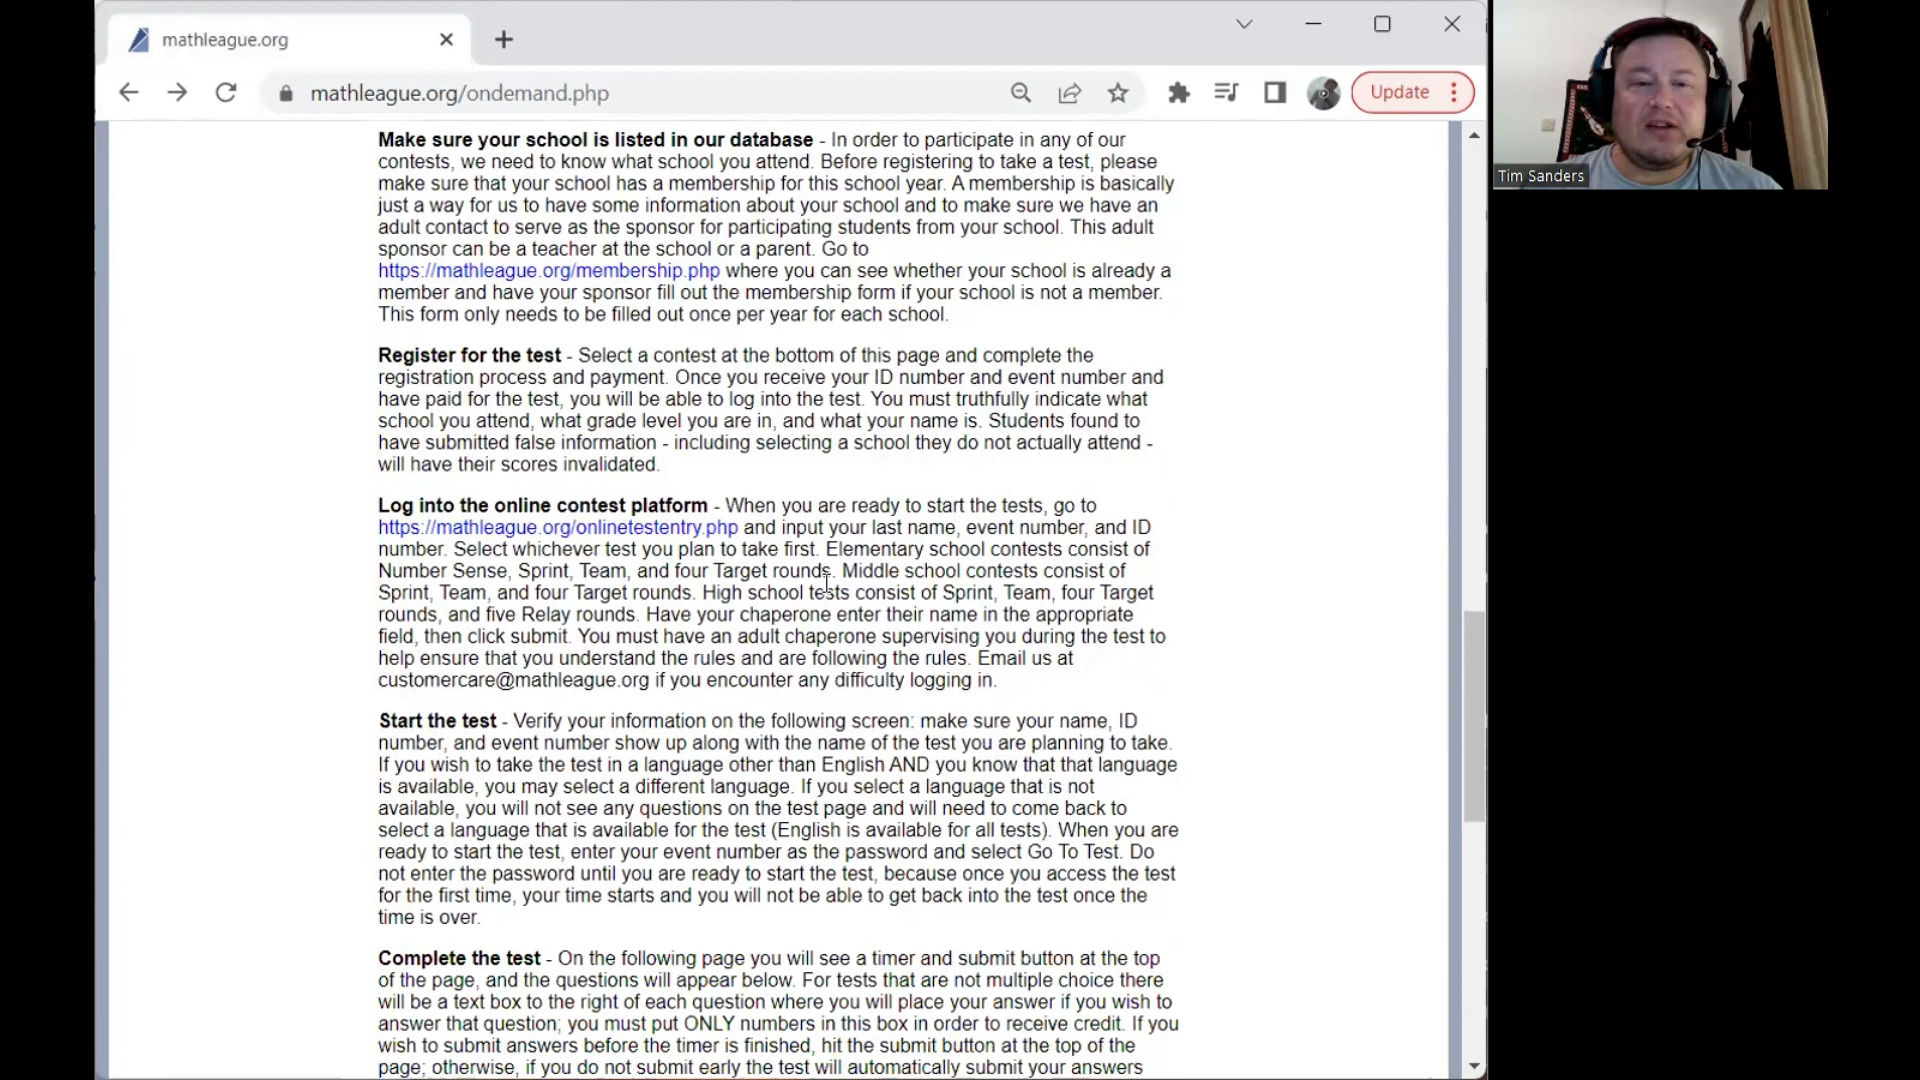 mathleague.org
mathleague.org/ondemand.php
Update
Tim Sanders
Make sure your school is listed in our database - In order to participate in any of our
contests, we need to know what school you attend. Before registering to take a test, please
make sure that your school has a membership for this school year. A membership is basically
just a way for us to have some information about your school and to make sure we have an
adult contact to serve as the sponsor for participating students from your school. This adult
sponsor can be a teacher at the school or a parent. Go to
https://mathleague.org/membership.php where you can see whether your school is already a
member and have your sponsor fill out the membership form if your school is not a member.
This form only needs to be filled out once per year for each school.
Register for the test - Select a contest at the bottom of this page and complete the
registration process and payment. Once you receive your ID number and event number and
have paid for the test, you will be able to log into the test. You must truthfully indicate what
school you attend, what grade level you are in, and what your name is. Students found to
have submitted false information - including selecting a school they do not actually attend -
will have their scores invalidated.
Log into the online contest platform - When you are ready to start the tests, go to
https://mathleague.org/onlinetestentry.php and input your last name, event number, and ID
number. Select whichever test you plan to take first. Elementary school contests consist of
Number Sense, Sprint, Team, and four Target rounds. Middle school contests consist of
Sprint, Team, and four Target rounds. High school tests consist of Sprint, Team, four Target
rounds, and five Relay rounds. Have your chaperone enter their name in the appropriate
field, then click submit. You must have an adult chaperone supervising you during the test to
help ensure that you understand the rules and are following the rules. Email us at
customercare@mathleague.org if you encounter any difficulty logging in.
Start the test - Verify your information on the following screen: make sure your name, ID
number, and event number show up along with the name of the test you are planning to take.
If you wish to take the test in a language other than English AND you know that that language
is available, you may select a different language. If you select a language that is not
available, you will not see any questions on the test page and will need to come back to
select a language that is available for the test (English is available for all tests). When you are
ready to start the test, enter your event number as the password and select Go To Test. Do
not enter the password until you are ready to start the test, because once you access the test
for the first time, your time starts and you will not be able to get back into the test once the
time is over.
Complete the test - On the following page you will see a timer and submit button at the top
of the page, and the questions will appear below. For tests that are not multiple choice there
will be a text box to the right of each question where you will place your answer if you wish to
answer that question; you must put ONLY numbers in this box in order to receive credit. If you
wish to submit answers before the timer is finished, hit the submit button at the top of the
page; otherwise, if you do not submit early the test will automatically submit your answers